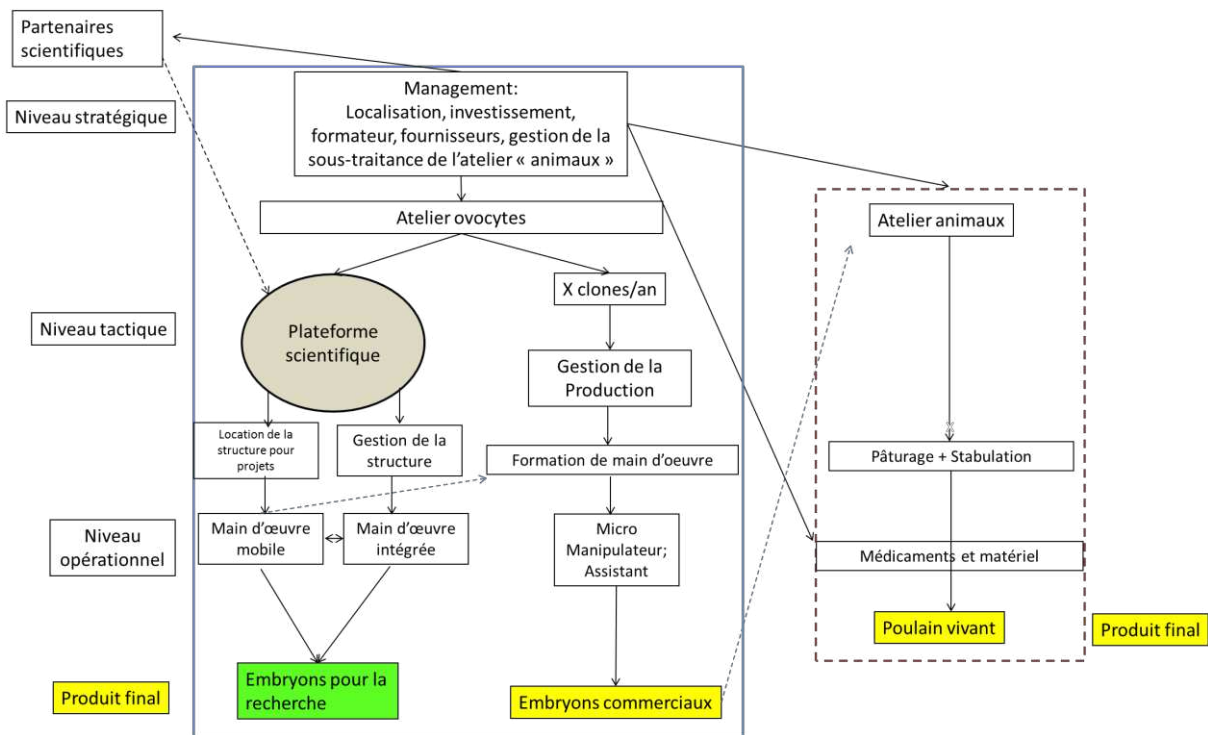 Partenaires
scientifiques
Niveau stratégique
Management:
Localisation, investissement,
formateur, fournisseurs, gestion de la
sous-traitance de l'atelier « animaux »
Atelier ovocytes
Atelier animaux
Niveau tactique
Plateforme
scientifique
X clones/an
Gestion de la
Production
Location de la
structure pour
projets
Gestion de la
structure
Formation de main d'oeuvre
Pâturage + Stabulation
Niveau
opérationnel
Main d'œuvre
mobile
Main d'œuvre
intégrée
Micro
Manipulateur;
Assistant
Médicaments et matériel
Poulain vivant
Produit final
Produit final
Embryons pour la
recherche
Embryons commerciaux